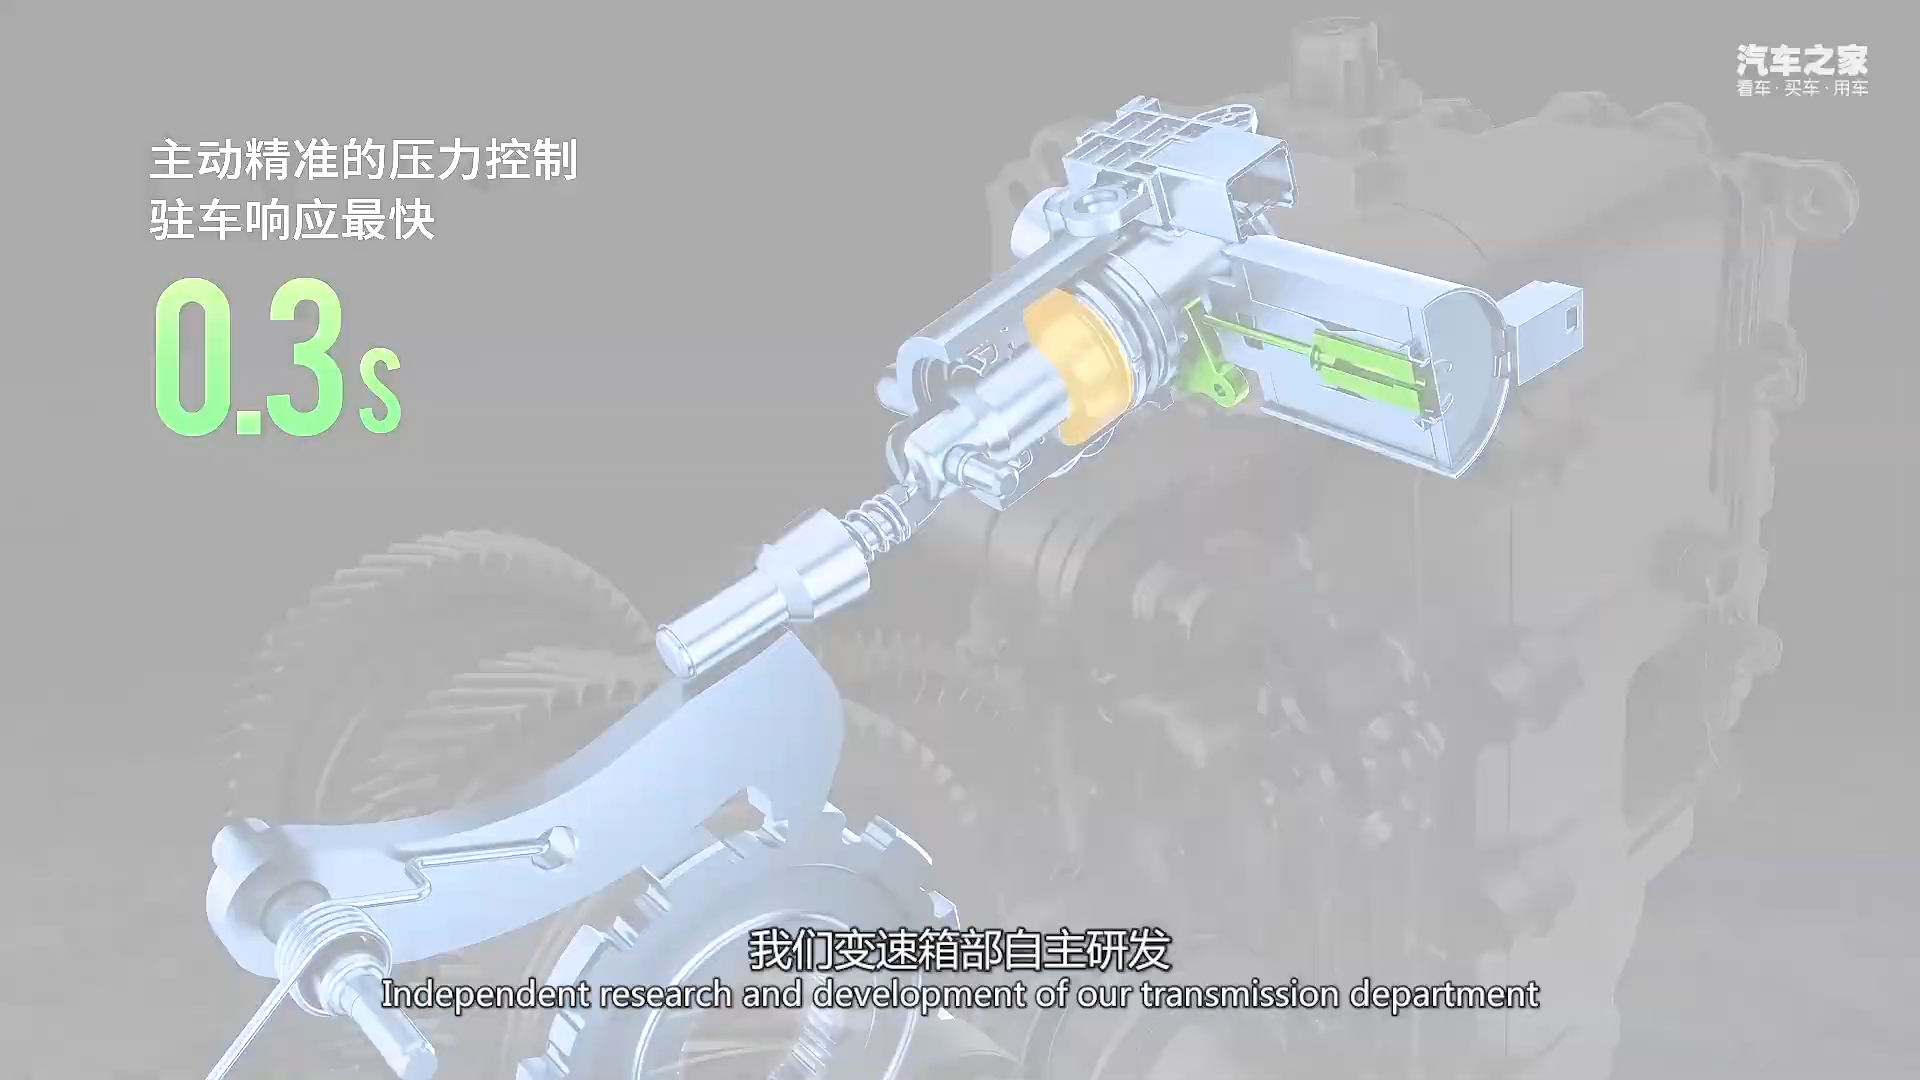 汽车之家
看车·买车·用车
主动精准的压力控制
驻车响应最快
0.3s
我们变速箱部自主研发
Independent research and development of our transmission department